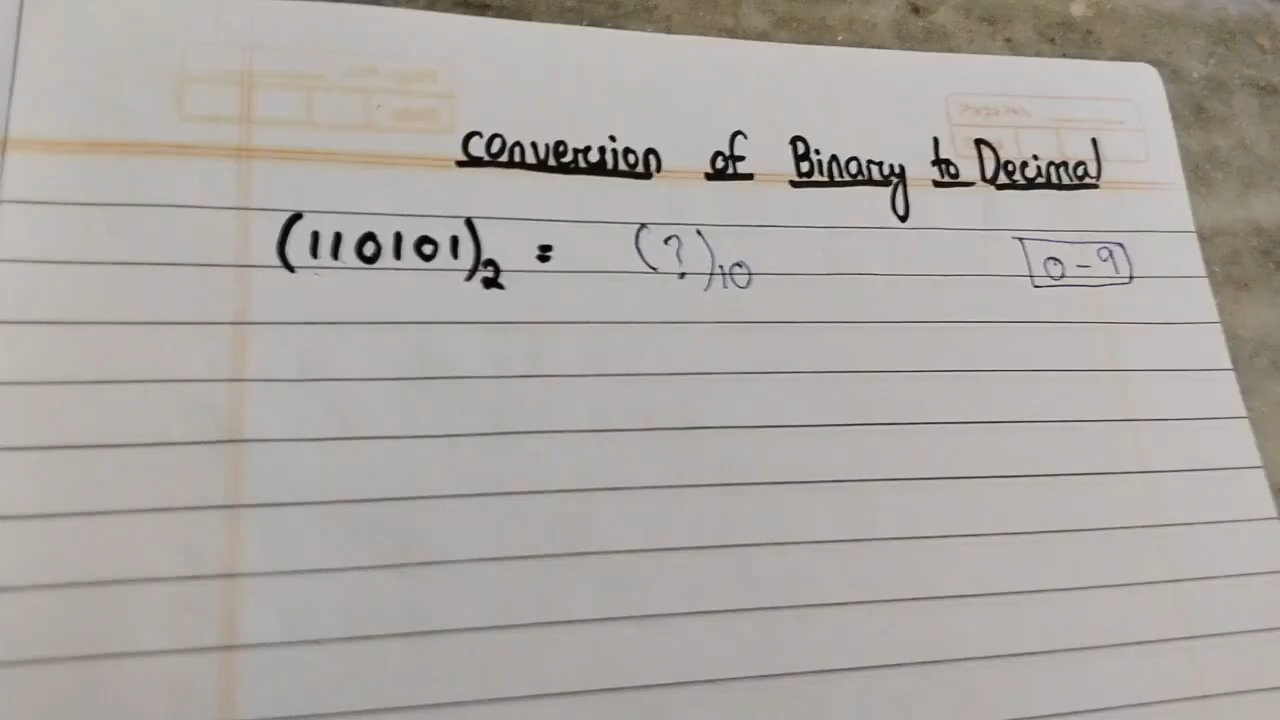 conversion of Binary to Decimal
(110101)2 = (?)10 0-9